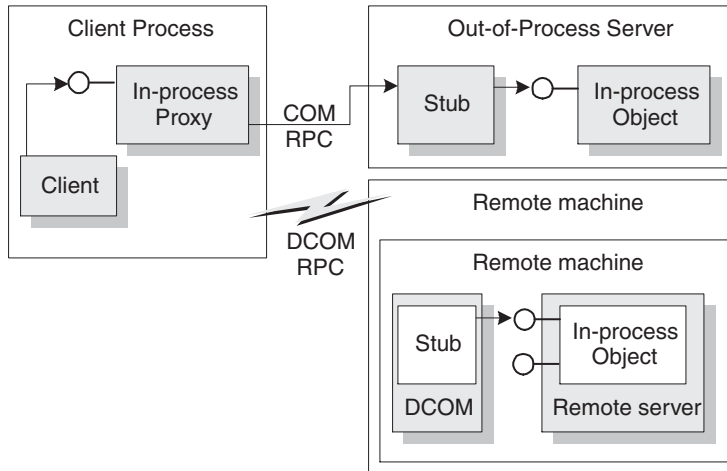 Client Process
In-process
Proxy
Client
COM
RPC
DCOM
RPC
Out-of-Process Server
Stub
In-process
Object
Remote machine
Remote machine
Stub
DCOM
In-process
Object
Remote server